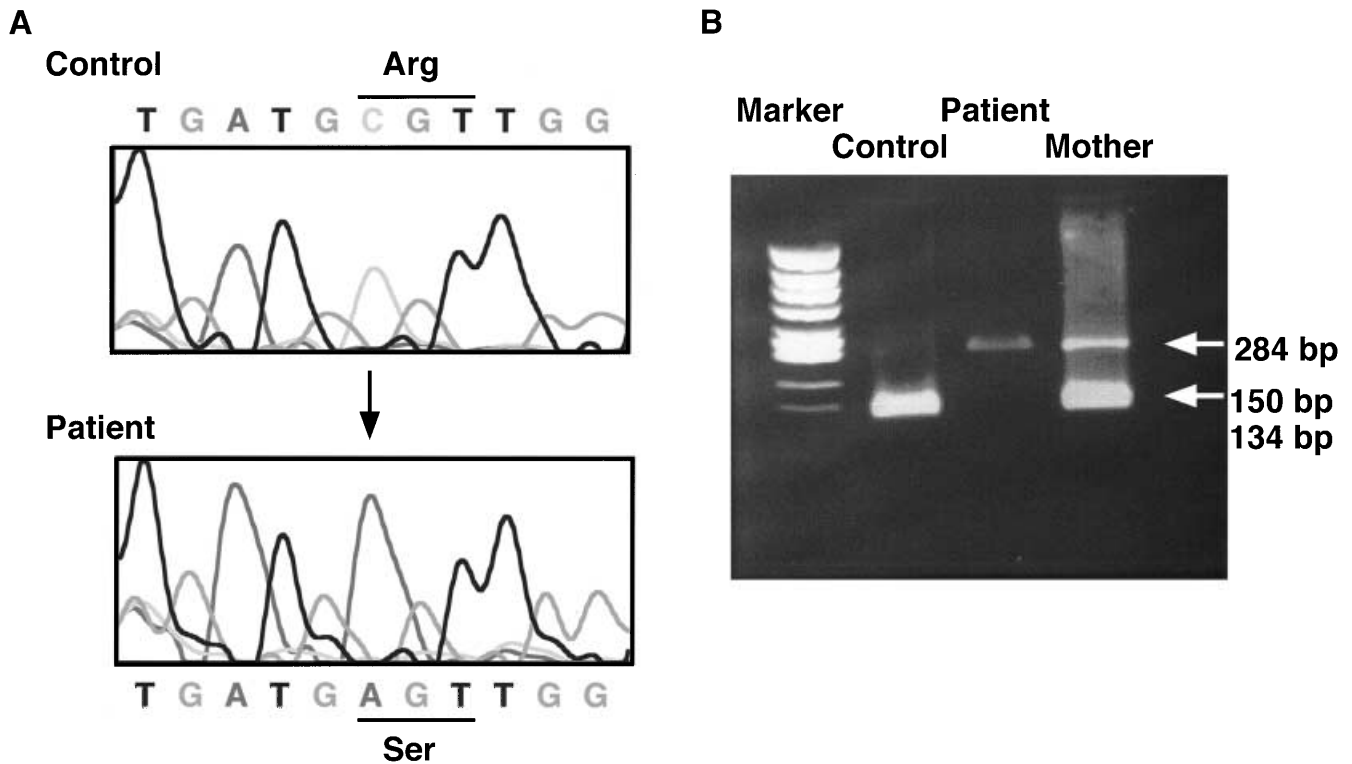 A
Control
Arg
T G A T G C G T T G G
Patient
T G A T G A G T T G G
Ser
B
Marker
Control
Patient
Mother
284 bp
150 bp
134 bp